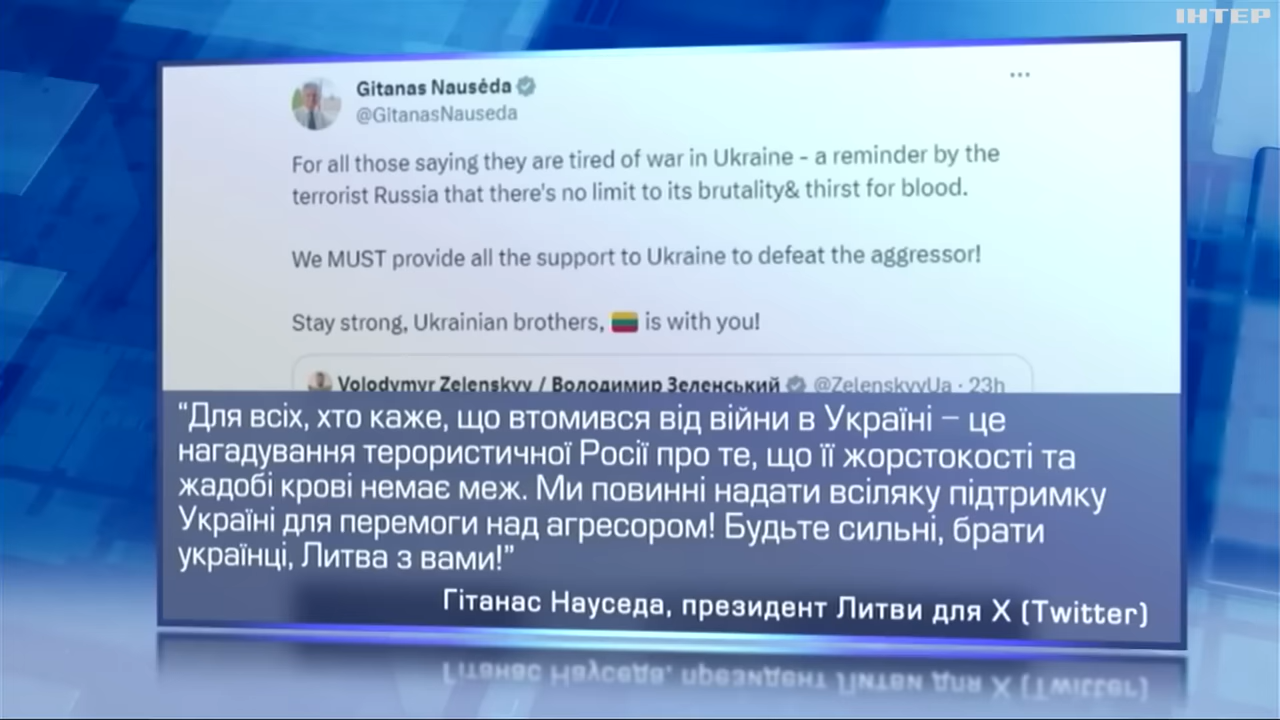 ІНТЕР
Gitanas Nausėda
@GitanasNauseda
For all those saying they are tired of war in Ukraine - a reminder by the
terrorist Russia that there's no limit to its brutality& thirst for blood.
We MUST provide all the support to Ukraine to defeat the aggressor!
Stay strong, Ukrainian brothers, 🇱🇹 is with you!
Volodymyr Zelenskyy / Володимир Зеленський @ZelenskyyUa · 23h
“Для всіх, хто каже, що втомився від війни в Україні – це
нагадування терористичної Росії про те, що її жорстокості та
жадобі крові немає меж. Ми повинні надати всіляку підтримку
Україні для перемоги над агресором! Будьте сильні, брати
українці, Литва з вами!”
Гітанас Науседа, президент Литви для X (Twitter)